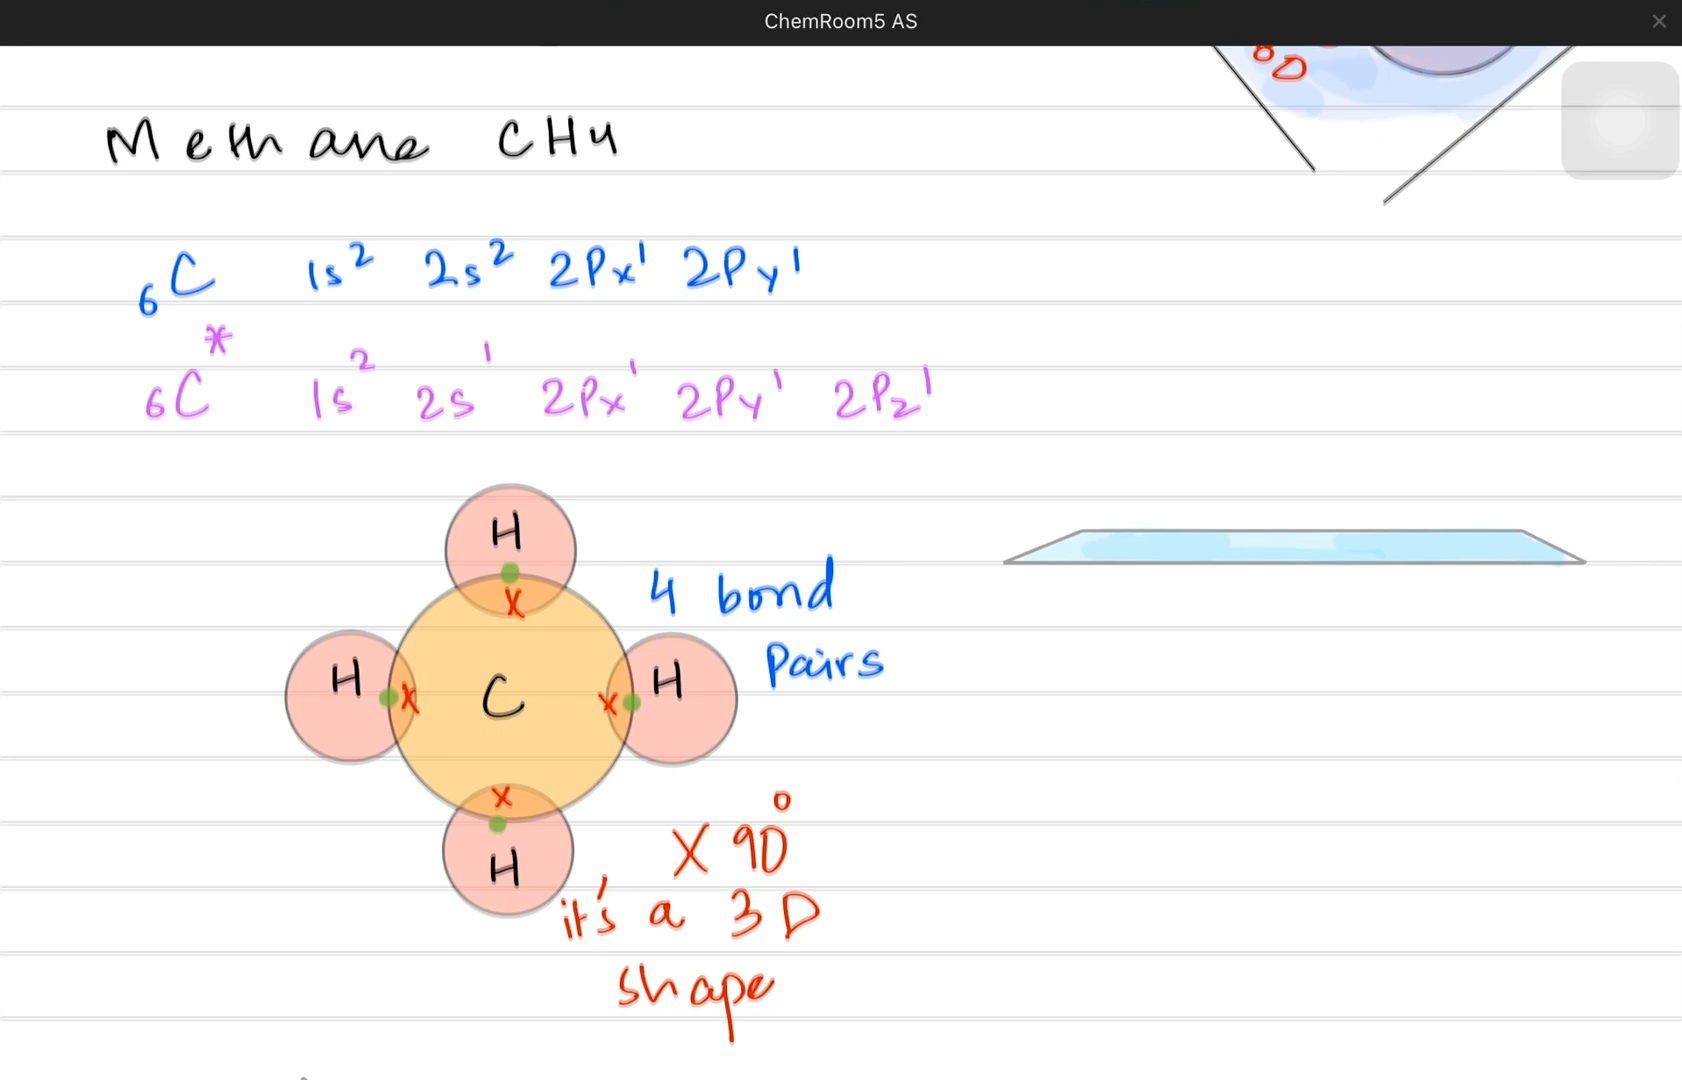 ChemRoom5 AS
8D
Methane CH4
6C 1s2 2s2 2Px1 2Py1
6C* 1s2 2s1 2Px1 2Py1 2Pz1
H
4 bond
pairs
H x C x H
x
x
H
X 90°
it's a 3D
shape